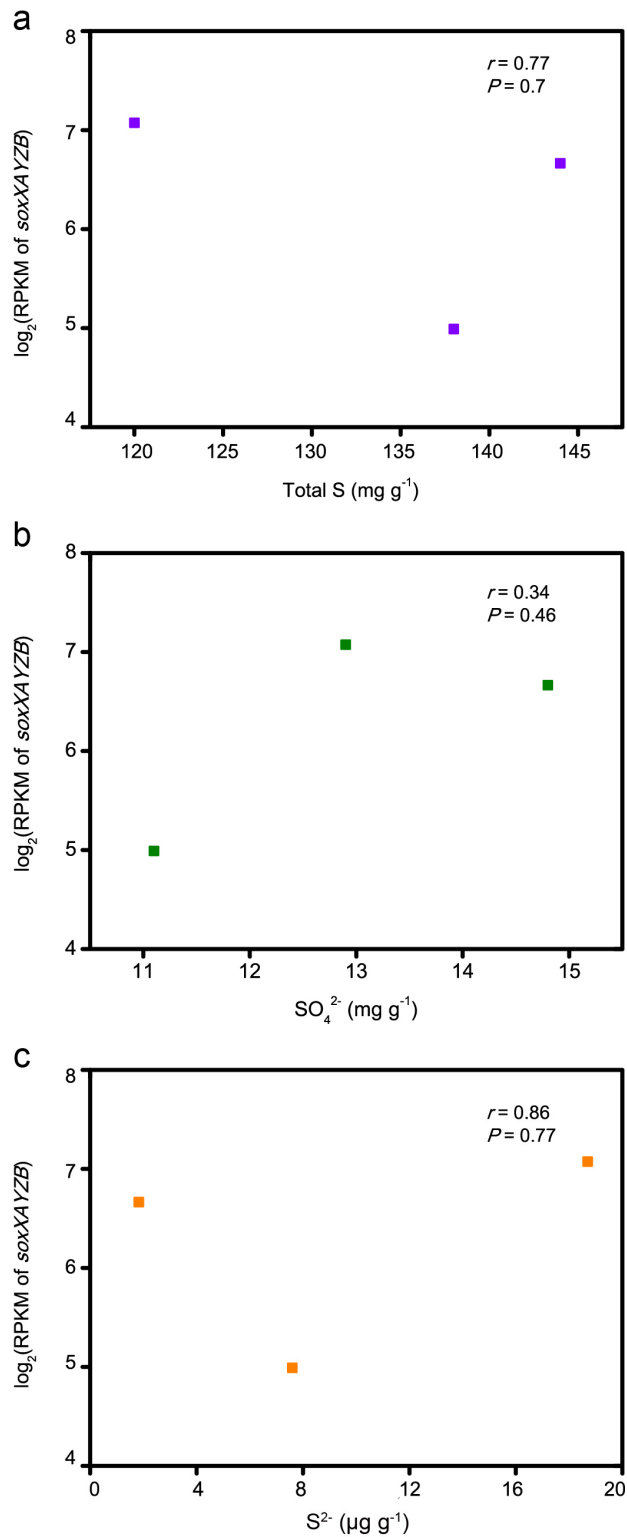 a
8
7
6
5
4
log₂(RPKM of soxXAYZB)
r = 0.77
P = 0.7
120 125 130 135 140 145
Total S (mg g⁻¹)
b
8
7
6
5
4
log₂(RPKM of soxXAYZB)
r = 0.34
P = 0.46
11 12 13 14 15
SO₄²⁻ (mg g⁻¹)
c
8
7
6
5
4
log₂(RPKM of soxXAYZB)
r = 0.86
P = 0.77
0 4 8 12 16 20
S²⁻ (µg g⁻¹)